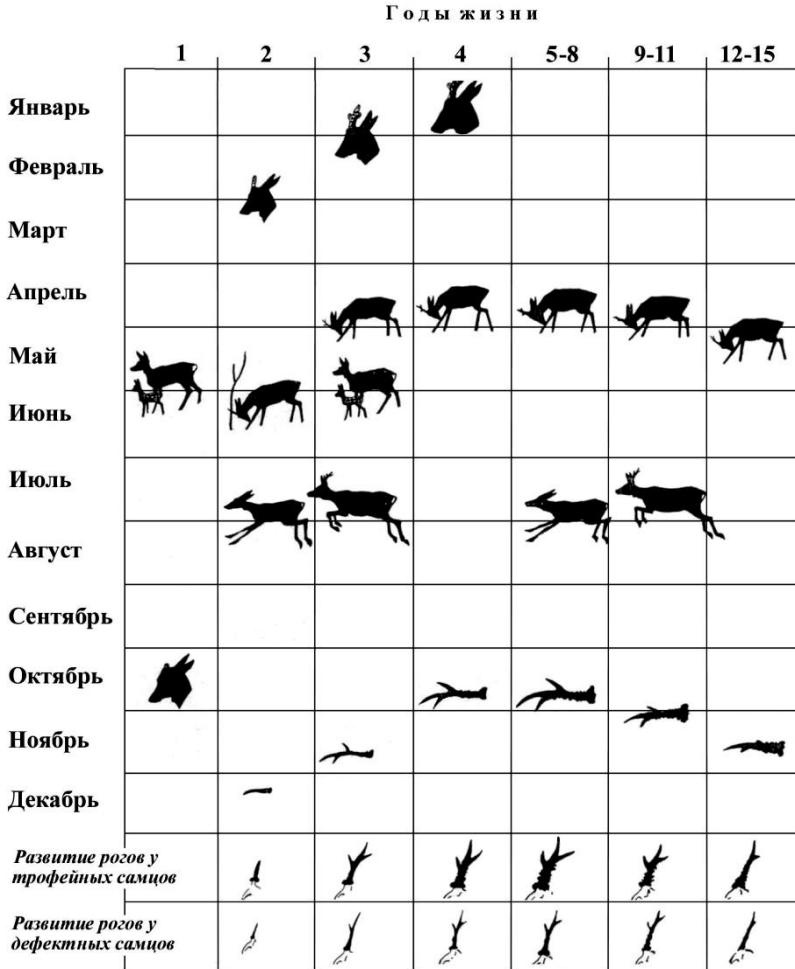 Годы жизни
1 2 3 4 5-8 9-11 12-15
Январь
Февраль
Март
Апрель
Май
Июнь
Июль
Август
Сентябрь
Октябрь
Ноябрь
Декабрь
Развитие рогов у
трофейных самцов
Развитие рогов у
дефектных самцов